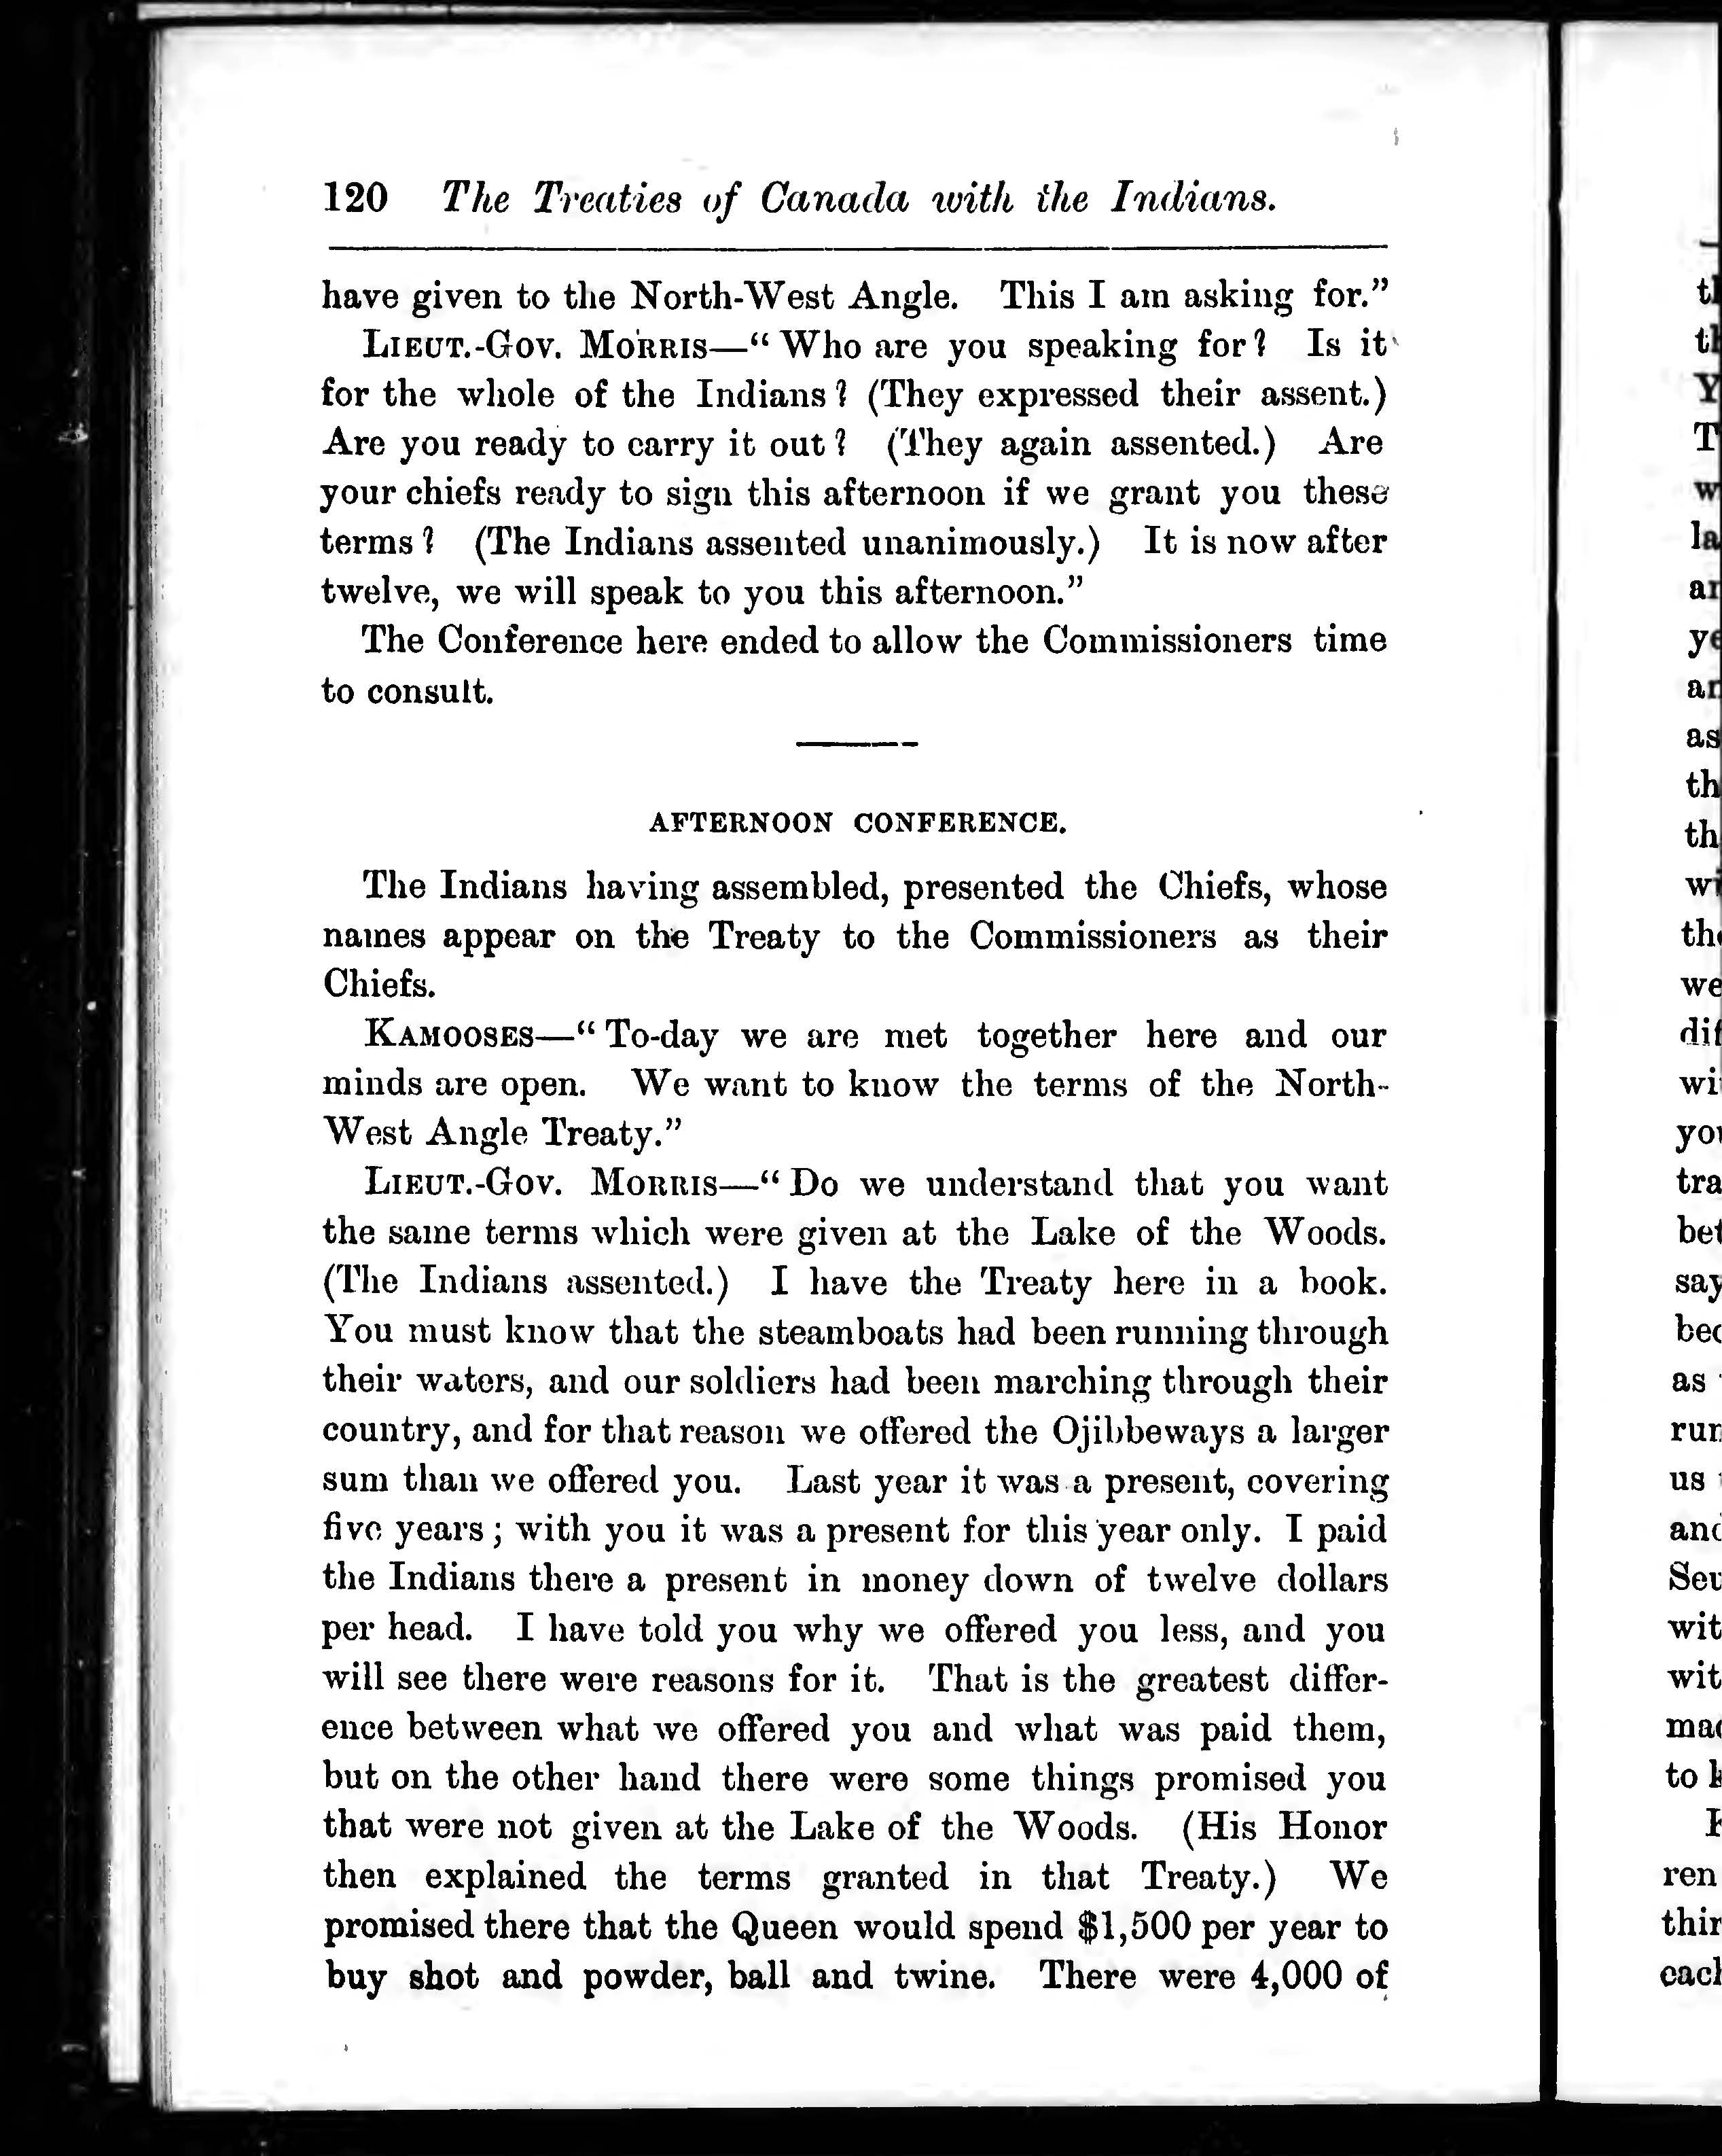 120 The Treaties of Canada with the Indians.
have given to the North-West Angle. This I am asking for.”
LIEUT.-GOV. MORRIS—“ Who are you speaking for? Is it
for the whole of the Indians? (They expressed their assent.)
Are you ready to carry it out? (They again assented.) Are
your chiefs ready to sign this afternoon if we grant you these
terms? (The Indians assented unanimously.) It is now after
twelve, we will speak to you this afternoon.”
The Conference here ended to allow the Commissioners time
to consult.
AFTERNOON CONFERENCE.
The Indians having assembled, presented the Chiefs, whose
names appear on the Treaty to the Commissioners as their
Chiefs.
KAMOOSES—“ To-day we are met together here and our
minds are open. We want to know the terms of the North-
West Angle Treaty.”
LIEUT.-GOV. MORRIS—“ Do we understand that you want
the same terms which were given at the Lake of the Woods.
(The Indians assented.) I have the Treaty here in a book.
You must know that the steamboats had been running through
their waters, and our soldiers had been marching through their
country, and for that reason we offered the Ojibbeways a larger
sum than we offered you. Last year it was a present, covering
five years; with you it was a present for this year only. I paid
the Indians there a present in money down of twelve dollars
per head. I have told you why we offered you less, and you
will see there were reasons for it. That is the greatest differ-
ence between what we offered you and what was paid them,
but on the other hand there were some things promised you
that were not given at the Lake of the Woods. (His Honor
then explained the terms granted in that Treaty.) We
promised there that the Queen would spend $1,500 per year to
buy shot and powder, ball and twine. There were 4,000 of